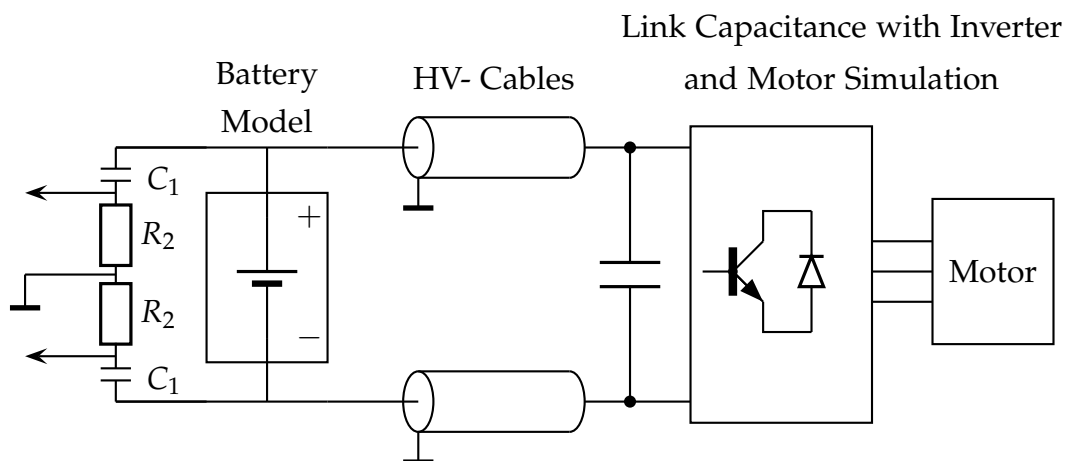 Link Capacitance with Inverter
and Motor Simulation
Battery
Model
HV- Cables
C₁
R₂
R₂
C₁
+
−
Motor